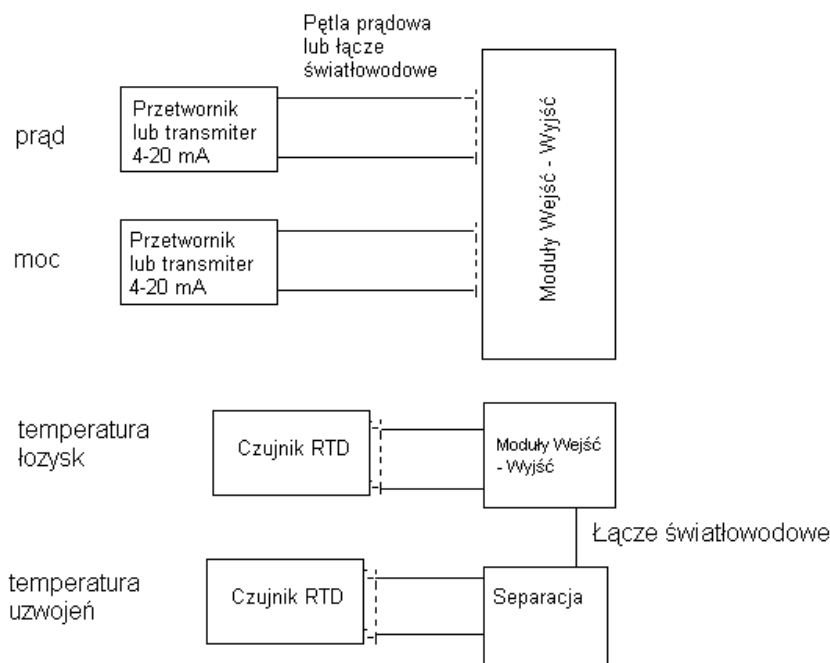 Pętla prądowa
lub łącze
światłowodowe
prąd
Przetwornik
lub transmiter
4-20 mA
Moduły Wejść - Wyjść
moc
Przetwornik
lub transmiter
4-20 mA
temperatura
łozysk
Czujnik RTD
Moduły Wejść
- Wyjść
Łącze światłowodowe
temperatura
uzwojeń
Czujnik RTD
Separacja